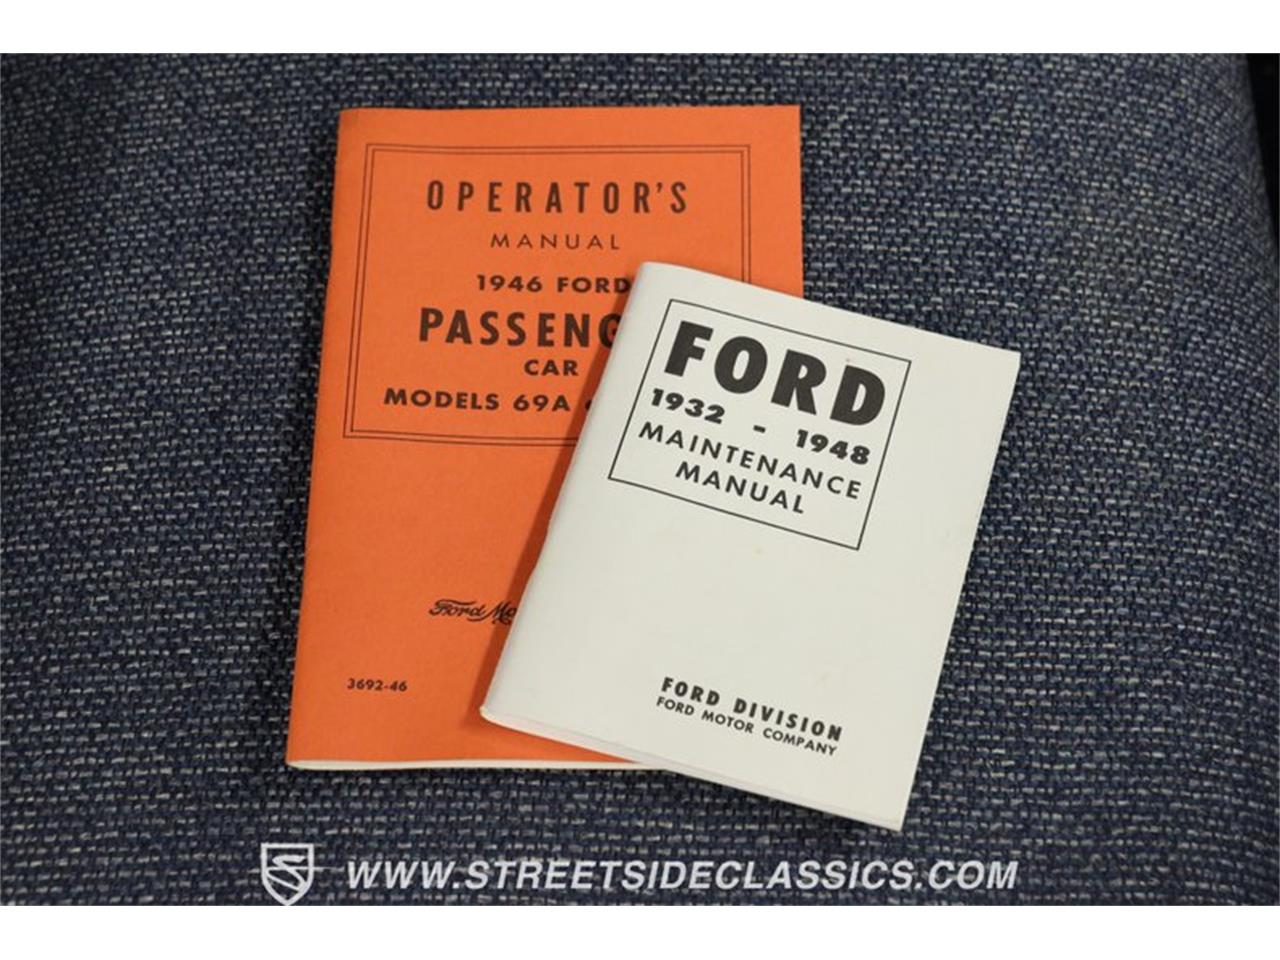 OPERATOR'S
MANUAL
1946 FORD
CAR
MODELS 69A
3692-46
FORD
1932 - 1948
MAINTENANCE
MANUAL
FORD DIVISION
FORD MOTOR COMPANY
WWW.STREETSIDECLASSICS.COM